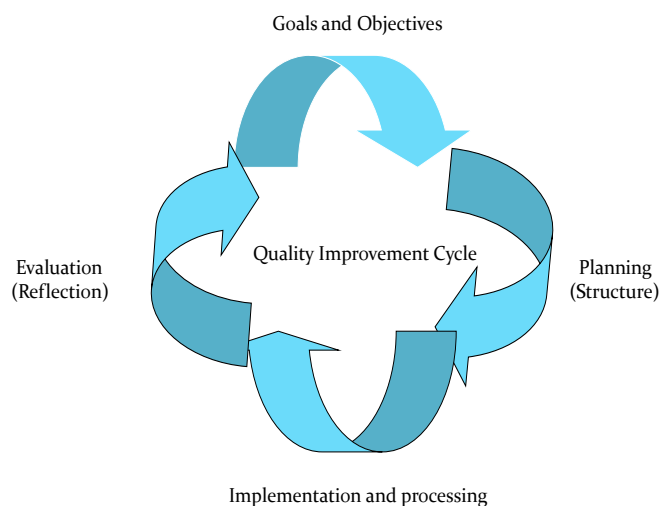 Goals and Objectives
Quality Improvement Cycle
Evaluation
(Reflection)
Planning
(Structure)
Implementation and processing